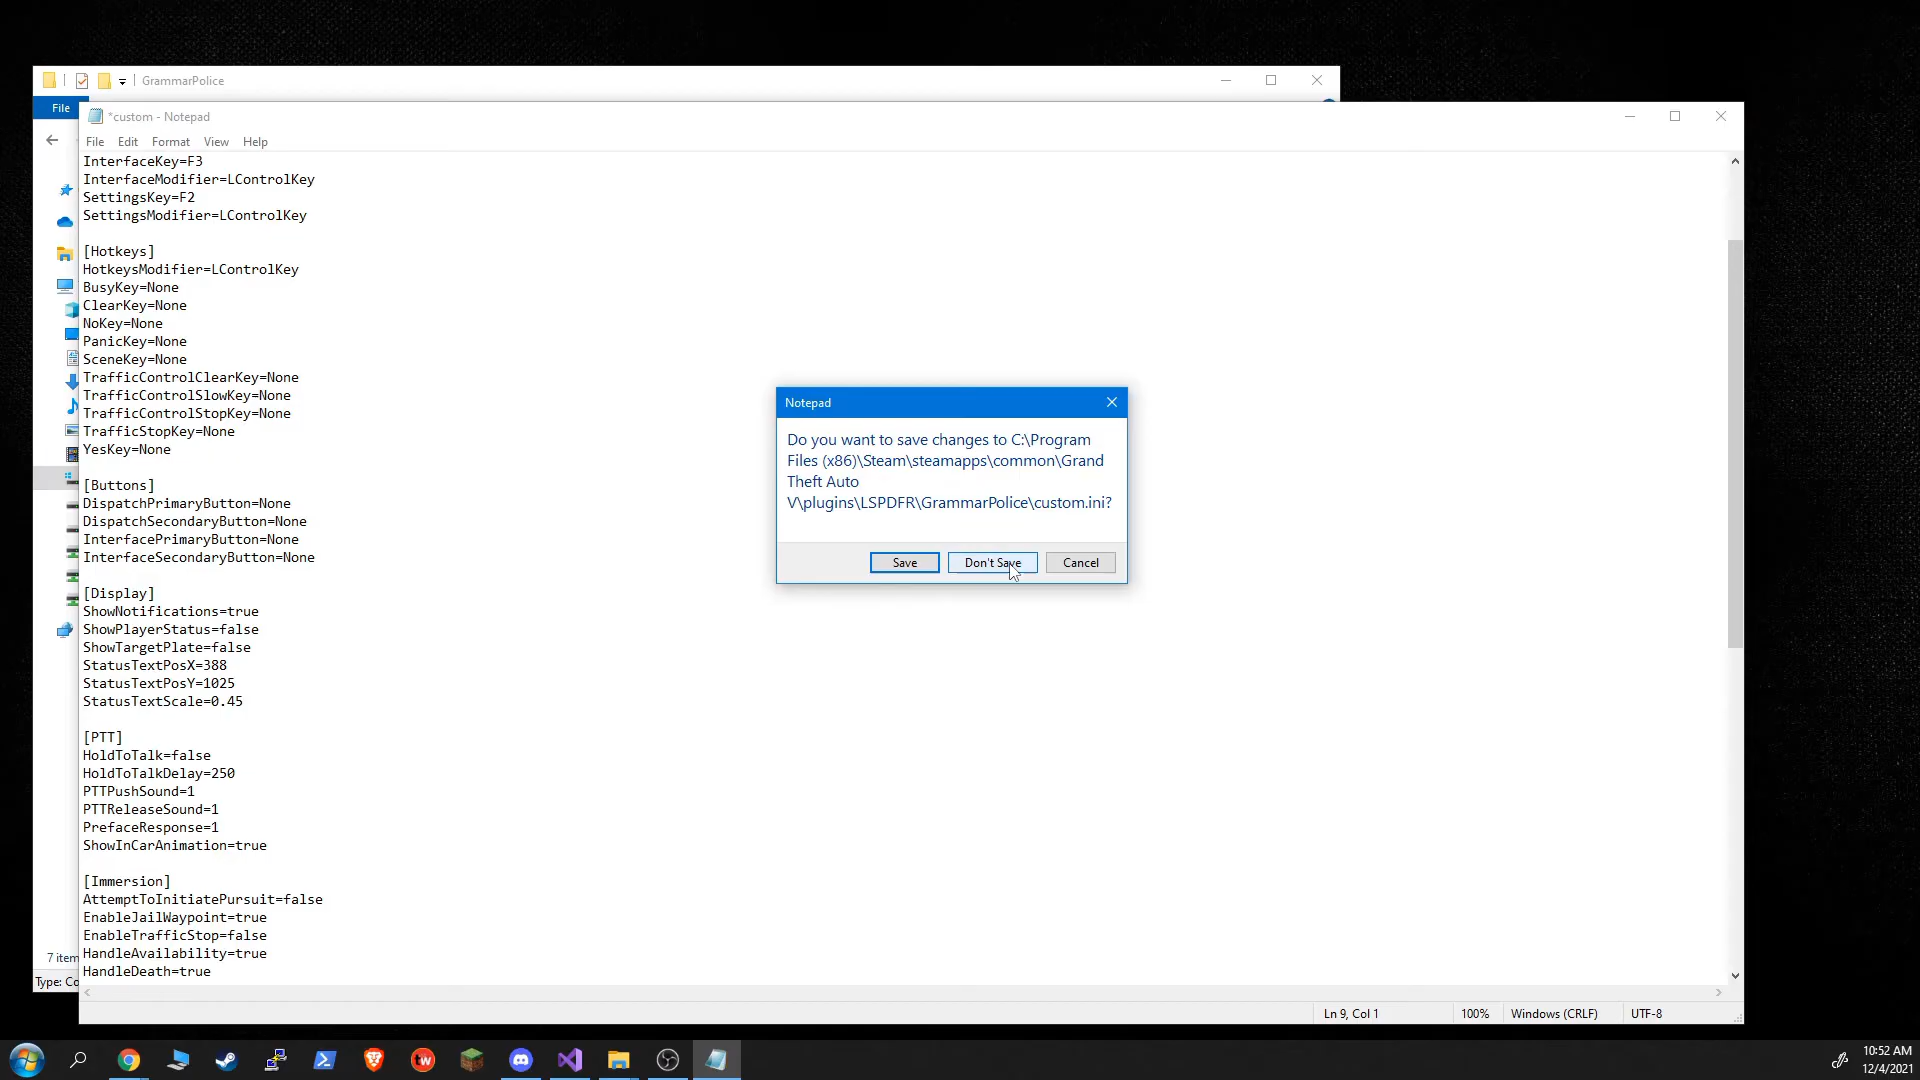 GrammarPolice
File
*custom - Notepad
File Edit Format View Help
InterfaceKey=F3
InterfaceModifier=LControlKey
SettingsKey=F2
SettingsModifier=LControlKey
[Hotkeys]
HotkeysModifier=LControlKey
BusyKey=None
ClearKey=None
NoKey=None
PanicKey=None
SceneKey=None
TrafficControlClearKey=None
TrafficControlSlowKey=None
TrafficControlStopKey=None
TrafficStopKey=None
YesKey=None
[Buttons]
DispatchPrimaryButton=None
DispatchSecondaryButton=None
InterfacePrimaryButton=None
InterfaceSecondaryButton=None
[Display]
ShowNotifications=true
ShowPlayerStatus=false
ShowTargetPlate=false
StatusTextPosX=388
StatusTextPosY=1025
StatusTextScale=0.45
[PTT]
HoldToTalk=false
HoldToTalkDelay=250
PTTPushSound=1
PTTReleaseSound=1
PrefaceResponse=1
ShowInCarAnimation=true
[Immersion]
AttemptToInitiatePursuit=false
EnableJailWaypoint=true
EnableTrafficStop=false
HandleAvailability=true
HandleDeath=true
Notepad
Do you want to save changes to C:\Program
Files (x86)\Steam\steamapps\common\Grand
Theft Auto
V\plugins\LSPDFR\GrammarPolice\custom.ini?
Save Don't Save Cancel
7 item
Type: Co
Ln 9, Col 1 100% Windows (CRLF) UTF-8
tw
10:52 AM
12/4/2021